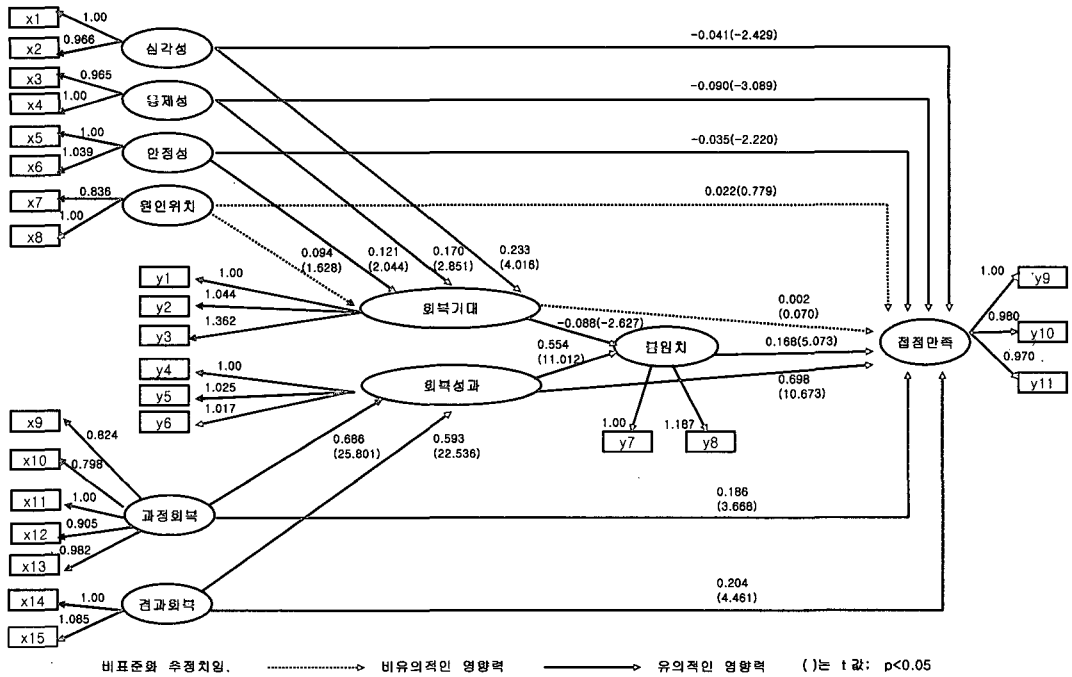 x1
1.00
x2
0.966
심각성
-0.041(-2.429)
x3
0.965
x4
1.00
-0.090(-3.089)
x5
1.00
x6
1.039
안정성
-0.035(-2.220)
x7
0.836
x8
1.00
원인위치
0.022(0.779)
0.094
(1.628)
0.121
(2.044)
0.170
(2.851)
0.233
(4.016)
y1
1.00
y2
1.044
y3
1.362
회복기대
0.002
(0.070)
-0.088(-2.627)
0.554
(11.012)
0.168(5.073)
접점만족
1.00
y9
0.980
y10
0.970
y11
y4
1.00
y5
1.025
y6
1.017
회복성과
0.698
(10.673)
1.00
y7
1.187
y8
x9
0.824
x10
0.798
x11
1.00
x12
0.905
x13
0.982
과정회복
0.686
(25.801)
0.593
(22.536)
0.186
(3.668)
x14
1.00
x15
1.085
결과회복
0.204
(4.461)
비표준화 추정치임.
비유의적인 영향력
유의적인 영향력
( )는 t 값; p<0.05